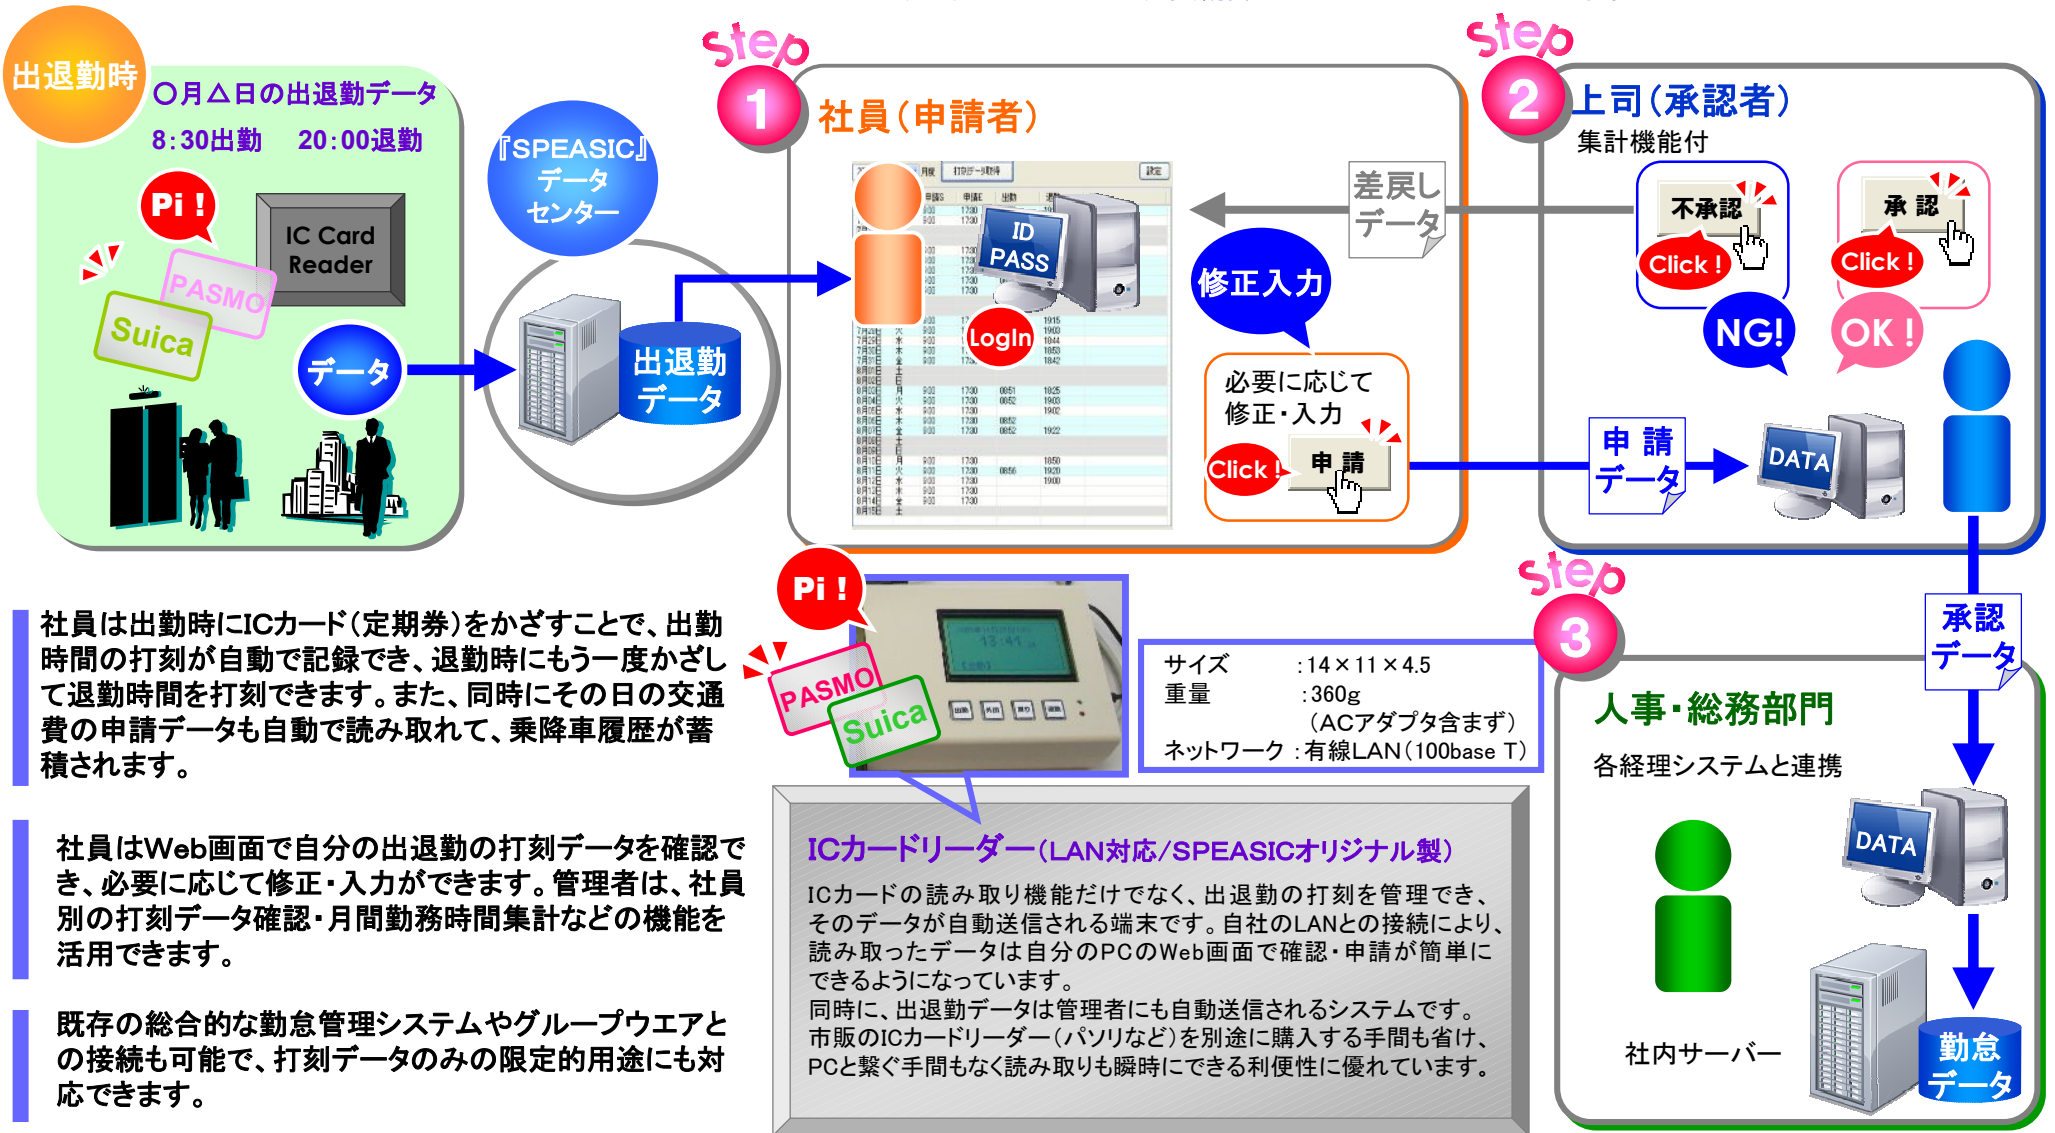 出退勤時
〇月△日の出退勤データ
8:30出勤 20:00退勤
Pi !
IC Card
Reader
PASMO
Suica
データ
『SPEASIC』
データ
センター
出退勤
データ
Step
1
社員(申請者)
月度 打刻データ取得 設定
申請S 申請E 出勤
ID
PASS
LogIn
差戻し
データ
修正入力
必要に応じて
修正・入力
Click !
申 請
Step
2
上司(承認者)
集計機能付
不承認
Click !
NG!
承 認
Click !
OK !
申 請
データ
DATA
承認
データ
Step
3
人事・総務部門
各経理システムと連携
DATA
社内サーバー
勤怠
データ
社員は出勤時にICカード(定期券)をかざすことで、出勤
時間の打刻が自動で記録でき、退勤時にもう一度かざし
て退勤時間を打刻できます。また、同時にその日の交通
費の申請データも自動で読み取れて、乗降車履歴が蓄
積されます。
社員はWeb画面で自分の出退勤の打刻データを確認で
き、必要に応じて修正・入力ができます。管理者は、社員
別の打刻データ確認・月間勤務時間集計などの機能を
活用できます。
既存の総合的な勤怠管理システムやグループウエアと
の接続も可能で、打刻データのみの限定的用途にも対
応できます。
Pi !
PASMO
Suica
サイズ :14×11×4.5
重量 :360g
(ACアダプタ含まず)
ネットワーク :有線LAN(100base T)
ICカードリーダー(LAN対応/SPEASICオリジナル製)
ICカードの読み取り機能だけでなく、出退勤の打刻を管理でき、
そのデータが自動送信される端末です。自社のLANとの接続により、
読み取ったデータは自分のPCのWeb画面で確認・申請が簡単に
できるようになっています。
同時に、出退勤データは管理者にも自動送信されるシステムです。
市販のICカードリーダー(パソリなど)を別途に購入する手間も省け、
PCと繋ぐ手間もなく読み取りも瞬時にできる利便性に優れています。